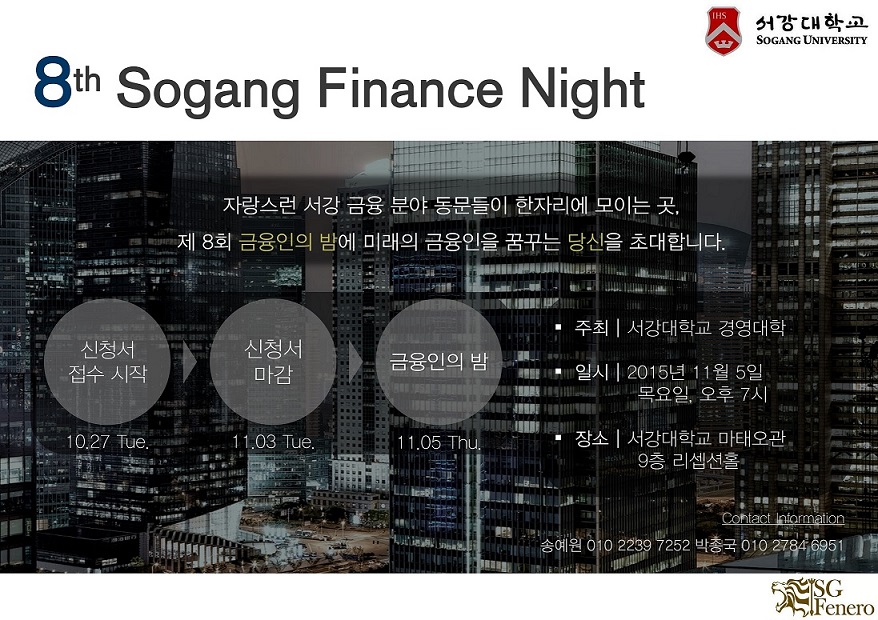 IHS
서강대학교
SOGANG UNIVERSITY
8th Sogang Finance Night
자랑스런 서강 금융 분야 동문들이 한자리에 모이는 곳,
제 8회 금융인의 밤에 미래의 금융인을 꿈꾸는 당신을 초대합니다.
신청서
접수 시작
10.27 Tue.
신청서
마감
11.03 Tue.
금융인의 밤
11.05 Thu.
▪ 주최 | 서강대학교 경영대학
▪ 일시 | 2015년 11월 5일
목요일, 오후 7시
▪ 장소 | 서강대학교 마태오관
9층 리셉션홀
Contact Information
송예원 010 2239 7252 박종국 010 2784 6951
SG
Fenero